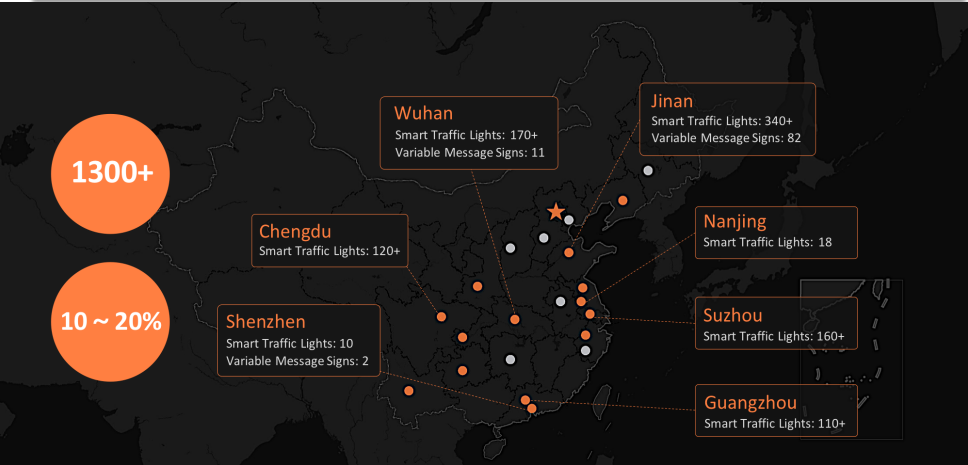 1300+
10 ~ 20%
Wuhan
Smart Traffic Lights: 170+
Variable Message Signs: 11
Jinan
Smart Traffic Lights: 340+
Variable Message Signs: 82
Chengdu
Smart Traffic Lights: 120+
Nanjing
Smart Traffic Lights: 18
Shenzhen
Smart Traffic Lights: 10
Variable Message Signs: 2
Suzhou
Smart Traffic Lights: 160+
Guangzhou
Smart Traffic Lights: 110+